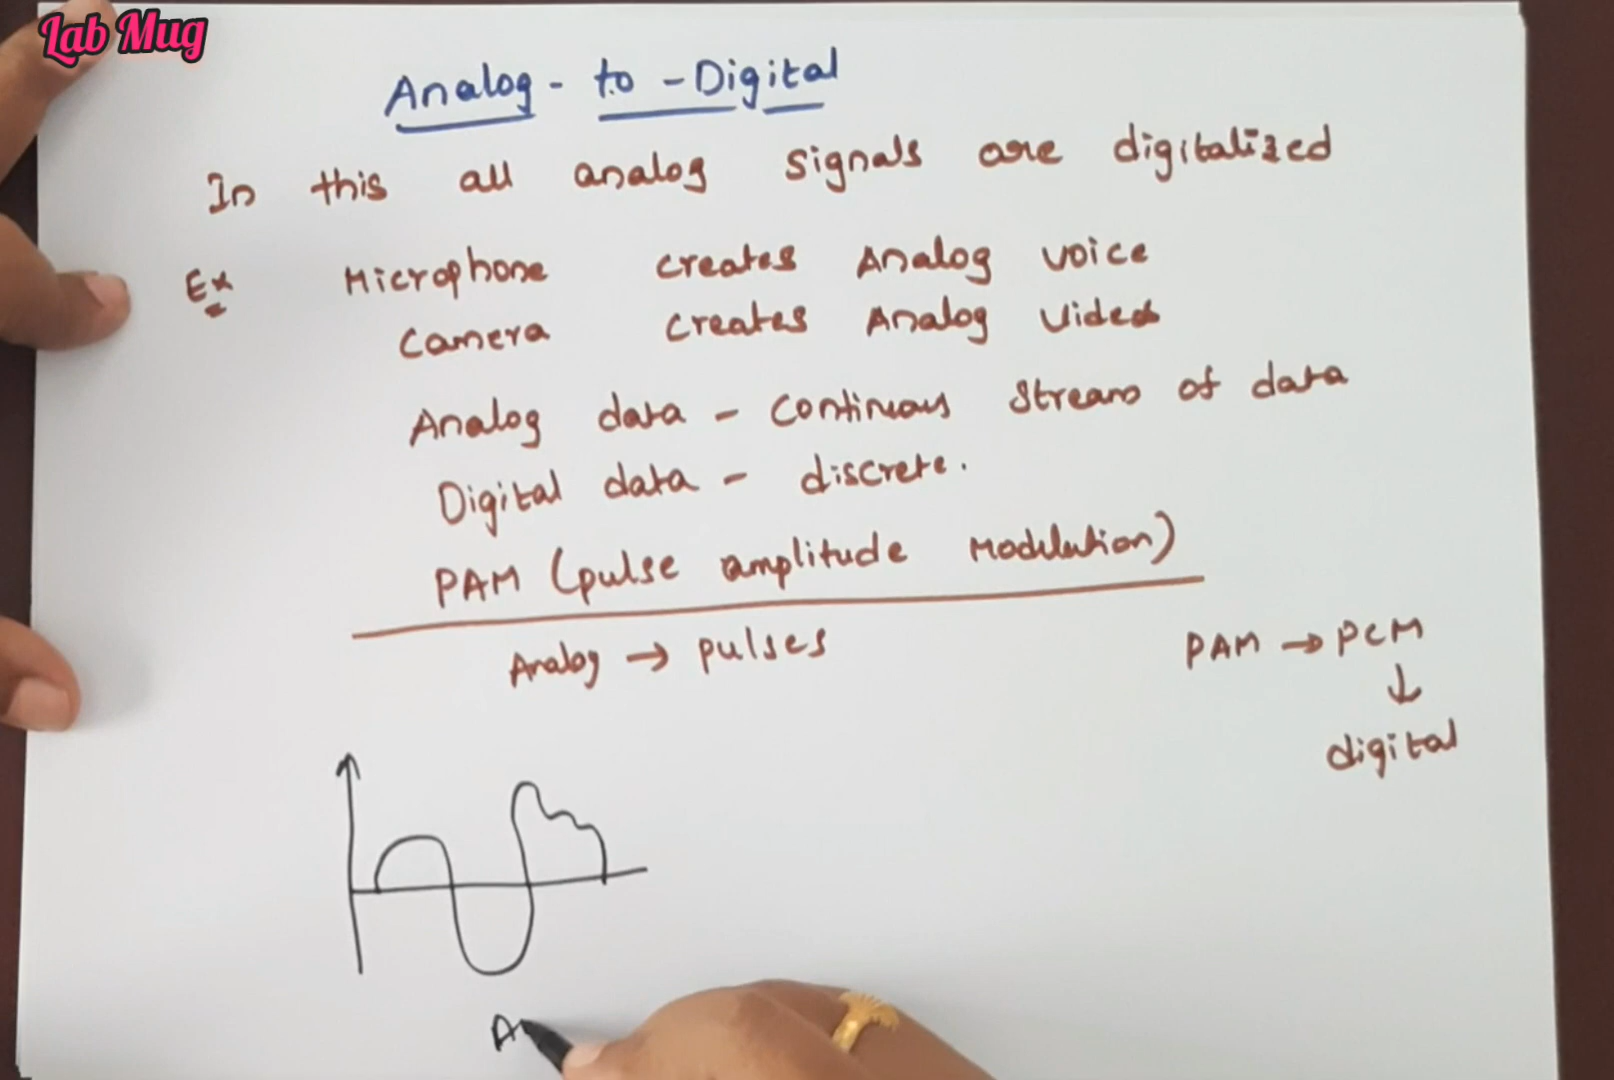 Lab Mug
Analog - to - Digital
In this all analog signals are digitalized
Ex Microphone creates Analog voice
Camera creates Analog Video
Analog data - continuous stream of data
Digital data - discrete.
PAM (pulse amplitude Modulation)
Analog → pulses
PAM → PCM
↓
digital
A